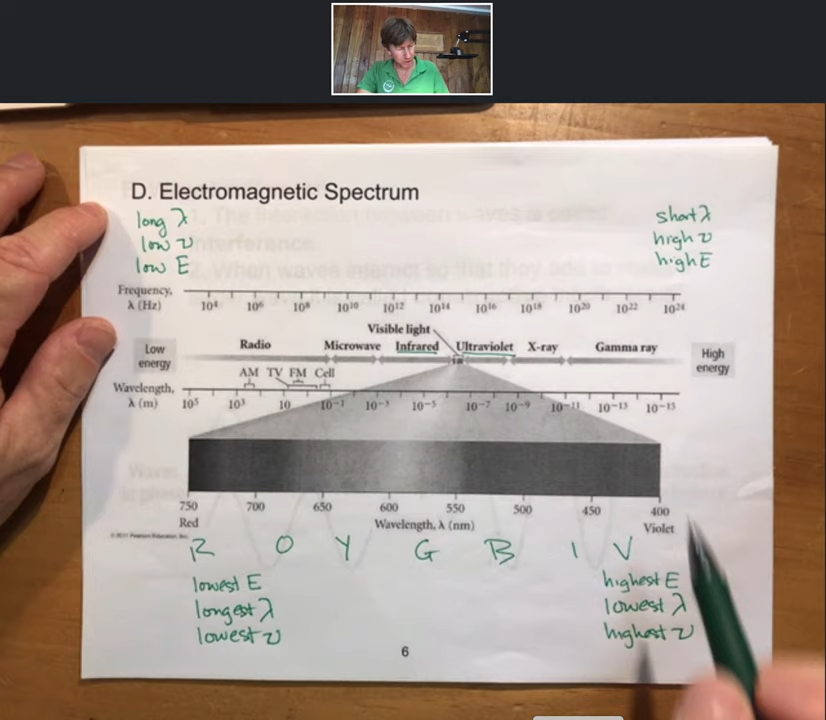 D. Electromagnetic Spectrum
long λ
short λ
low ν
high ν
low E
high E
Frequency, λ (Hz)
10⁴ 10⁶ 10⁸ 10¹⁰ 10¹² 10¹⁴ 10¹⁶ 10¹⁸ 10²⁰ 10²² 10²⁴
Visible light
Low energy
Radio Microwave Infrared Ultraviolet X-ray Gamma ray
High energy
AM TV FM Cell
Wavelength, λ (m)
10⁵ 10³ 10 10⁻¹ 10⁻³ 10⁻⁵ 10⁻⁷ 10⁻⁹ 10⁻¹¹ 10⁻¹³ 10⁻¹⁵
750 700 650 600 550 500 450 400
Red Wavelength, λ (nm) Violet
© 2011 Pearson Education, Inc.
R O Y G B I V
lowest E
highest E
longest λ
lowest λ
lowest ν
highest ν
6